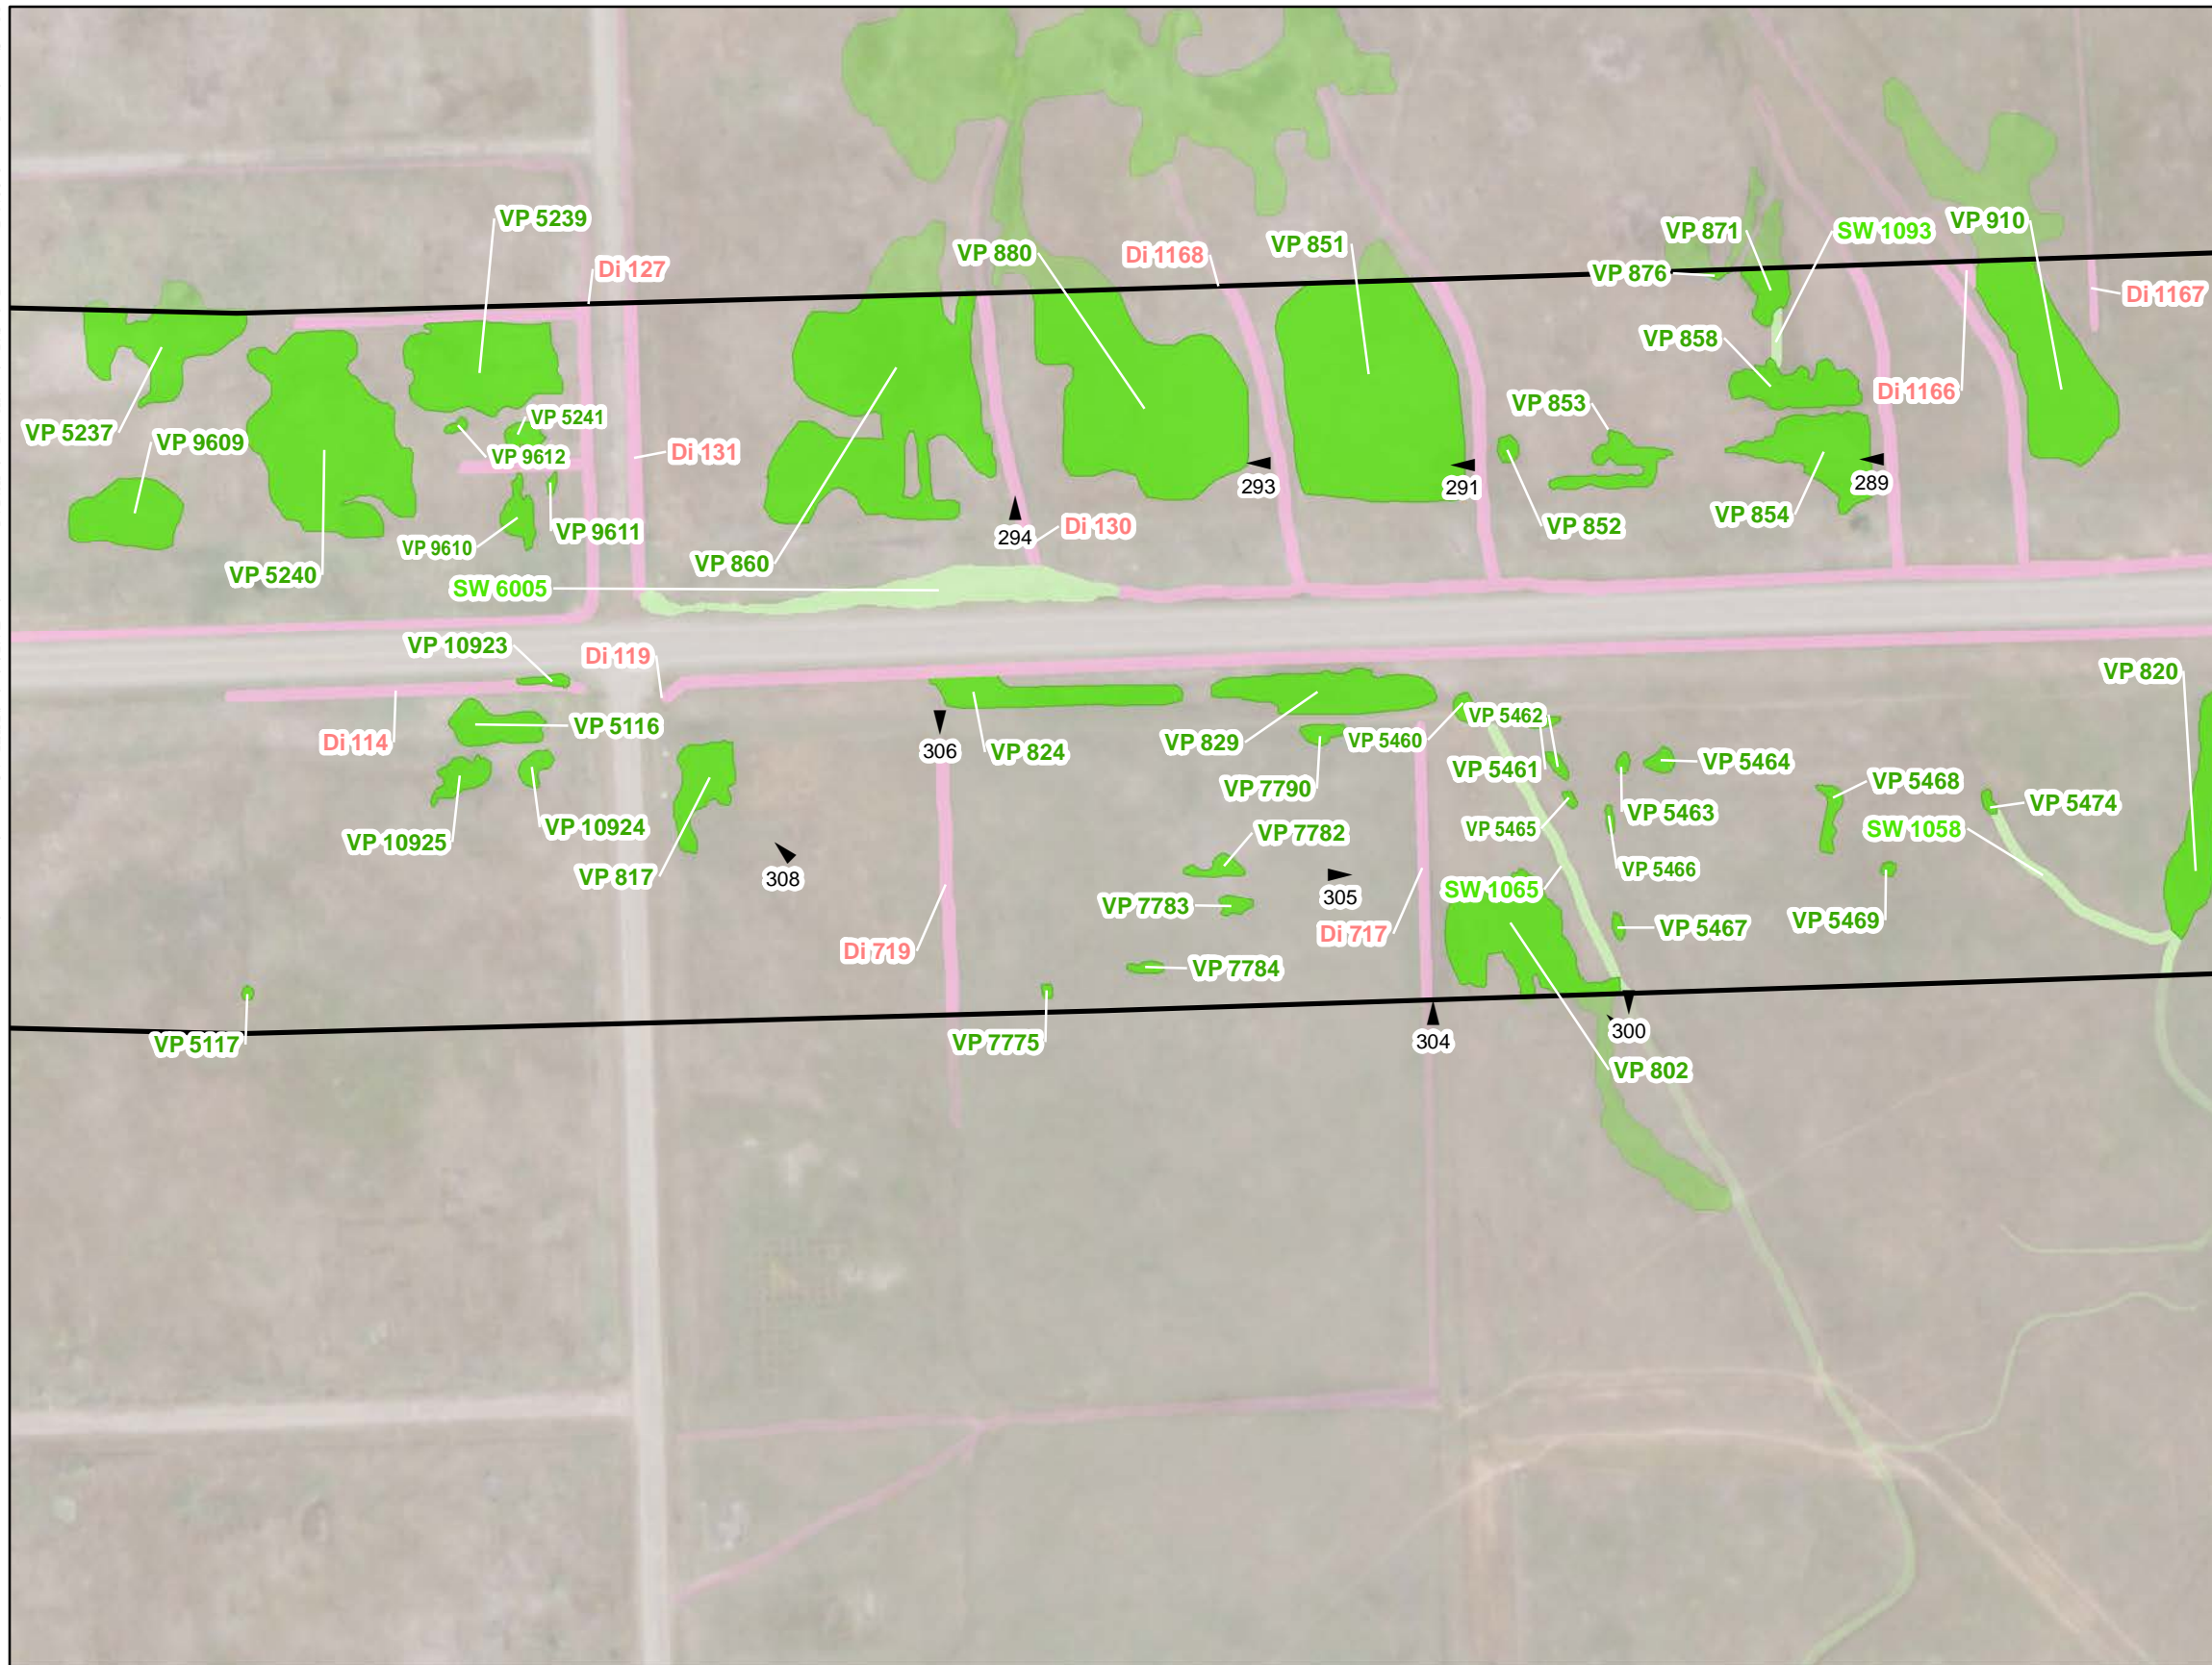 VP 5239
VP 910
VP 871
SW 1093
VP 851
VP 880
Di 1168
Di 127
VP 876
Di 1167
VP 858
Di 1166
VP 853
VP 5241
VP 5237
VP 9609
VP 9612
Di 131
293
291
289
VP 854
VP 852
294
Di 130
VP 9611
VP 9610
VP 860
VP 5240
SW 6005
VP 10923
Di 119
VP 820
VP 5462
VP 5116
Di 114
306
VP 824
VP 829
VP 5460
VP 5461
VP 5464
VP 7790
VP 5468
VP 5474
VP 5463
VP 10924
VP 5465
SW 1058
VP 7782
VP 10925
VP 5466
VP 817
308
SW 1065
305
VP 7783
VP 5469
VP 5467
Di 717
Di 719
VP 7784
300
VP 5117
VP 7775
304
VP 802